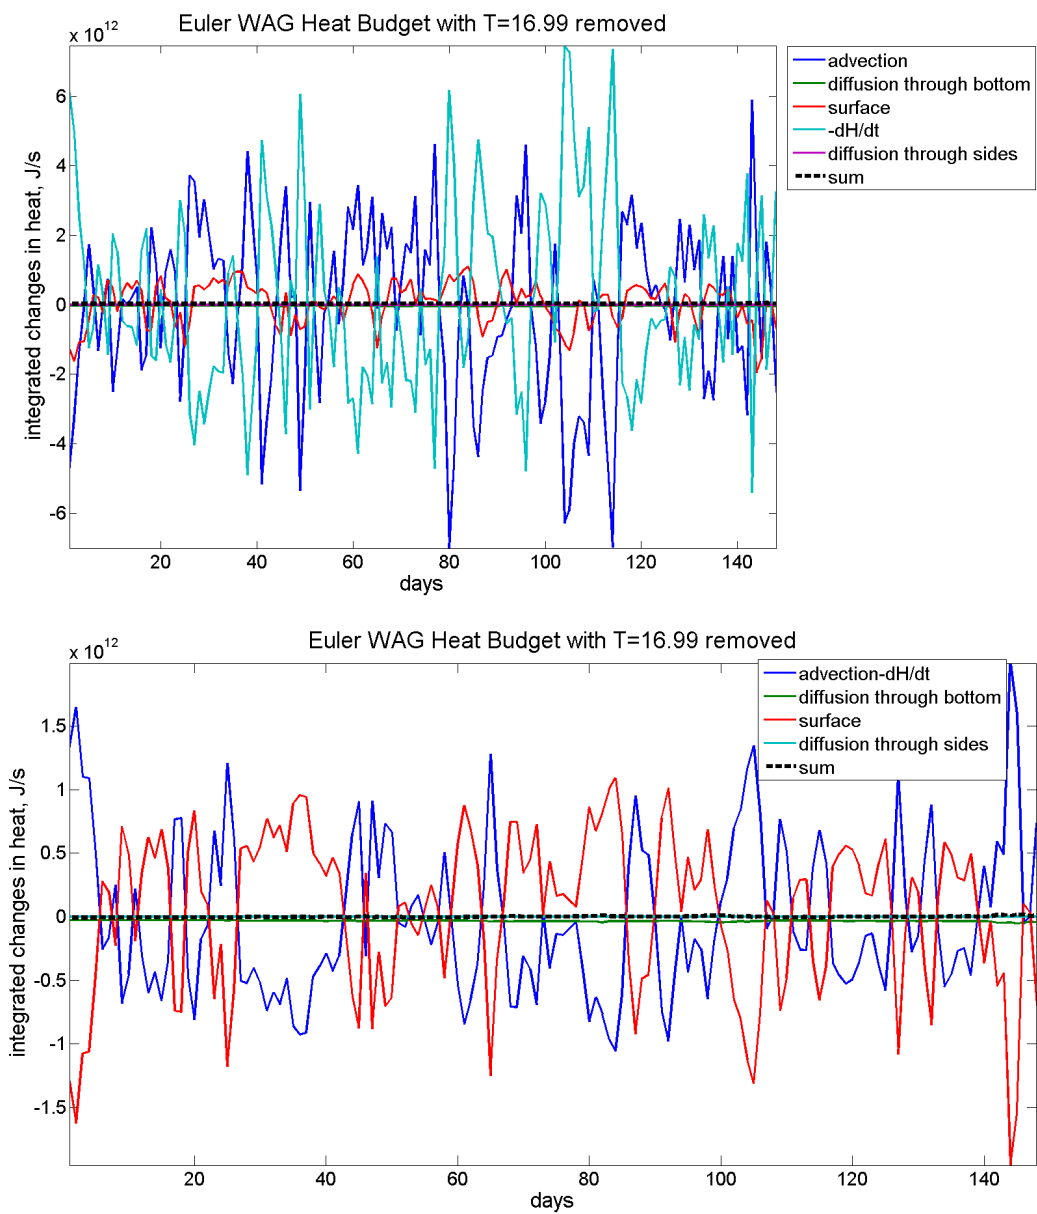 Euler WAG Heat Budget with T=16.99 removed
x 10^12
6
4
2
0
-2
-4
-6
integrated changes in heat, J/s
20 40 60 80 100 120 140
days
advection
diffusion through bottom
surface
-dH/dt
diffusion through sides
sum
Euler WAG Heat Budget with T=16.99 removed
x 10^12
1.5
1
0.5
0
-0.5
-1
-1.5
integrated changes in heat, J/s
20 40 60 80 100 120 140
days
advection-dH/dt
diffusion through bottom
surface
diffusion through sides
sum